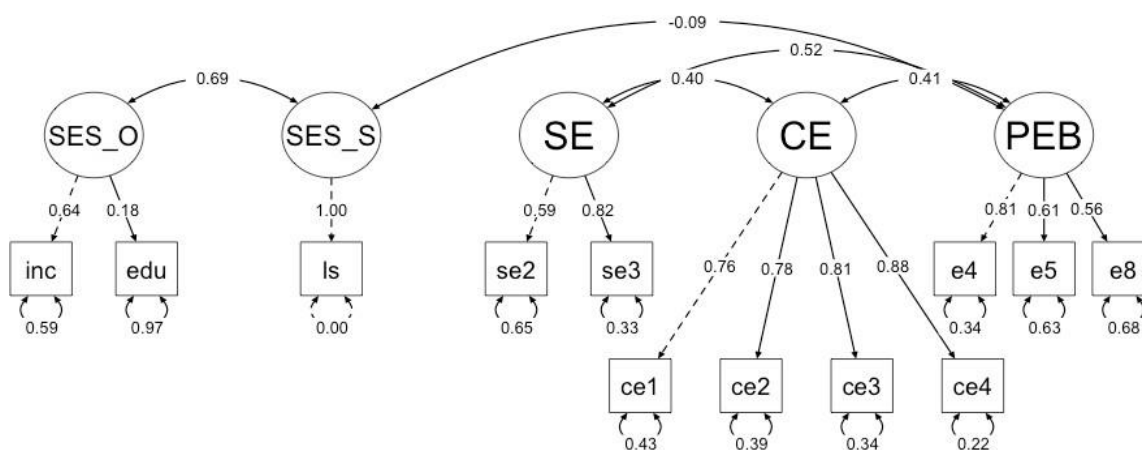 -0.09
0.52
0.69 0.40 0.41
SES_O SES_S SE CE PEB
0.64 0.18 1.00 0.59 0.82 0.81 0.61 0.56
0.76 0.78 0.81 0.88
inc edu ls se2 se3 e4 e5 e8
0.59 0.97 0.00 0.65 0.33 0.34 0.63 0.68
ce1 ce2 ce3 ce4
0.43 0.39 0.34 0.22